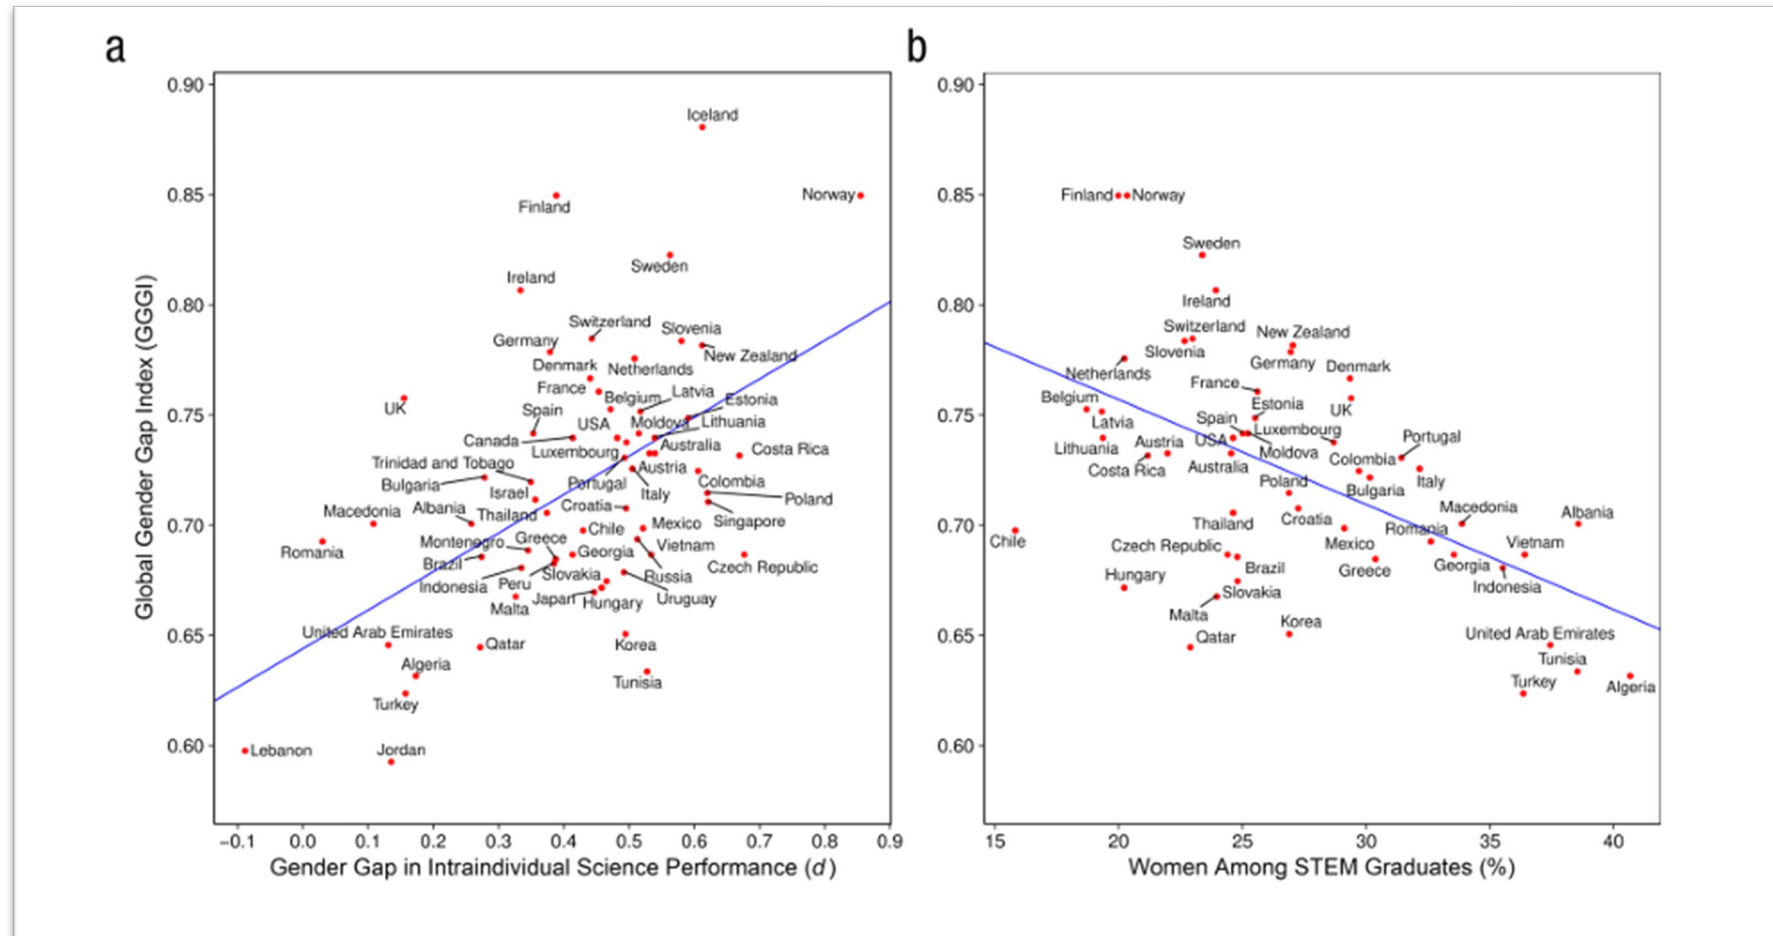 a
b
0.90
0.85
0.80
0.75
0.70
0.65
0.60
Global Gender Gap Index (GGGI)
Iceland
Norway
Finland
Sweden
Ireland
Switzerland
Slovenia
Germany
New Zealand
Denmark
Netherlands
France
Belgium
Latvia
Estonia
UK
Spain
USA
Moldova
Lithuania
Canada
Luxembourg
Australia
Costa Rica
Trinidad and Tobago
Austria
Bulgaria
Portugal
Italy
Colombia
Israel
Poland
Macedonia
Albania
Thailand
Croatia
Singapore
Chile
Mexico
Romania
Montenegro
Greece
Georgia
Vietnam
Brazil
Czech Republic
Indonesia
Peru
Slovakia
Russia
Malta
Japan
Hungary
Uruguay
United Arab Emirates
Qatar
Korea
Algeria
Tunisia
Turkey
Lebanon
Jordan
−0.1 0.0 0.1 0.2 0.3 0.4 0.5 0.6 0.7 0.8 0.9
Gender Gap in Intraindividual Science Performance (d)
0.90
0.85
0.80
0.75
0.70
0.65
0.60
Finland
Norway
Sweden
Ireland
Switzerland
New Zealand
Slovenia
Germany
Denmark
Netherlands
France
Belgium
Estonia
UK
Latvia
Spain
Luxembourg
Lithuania
Austria
USA
Portugal
Moldova
Costa Rica
Australia
Colombia
Italy
Poland
Bulgaria
Macedonia
Albania
Thailand
Croatia
Romania
Chile
Czech Republic
Mexico
Vietnam
Brazil
Greece
Georgia
Hungary
Slovakia
Indonesia
Malta
Korea
Qatar
United Arab Emirates
Tunisia
Turkey
Algeria
15 20 25 30 35 40
Women Among STEM Graduates (%)